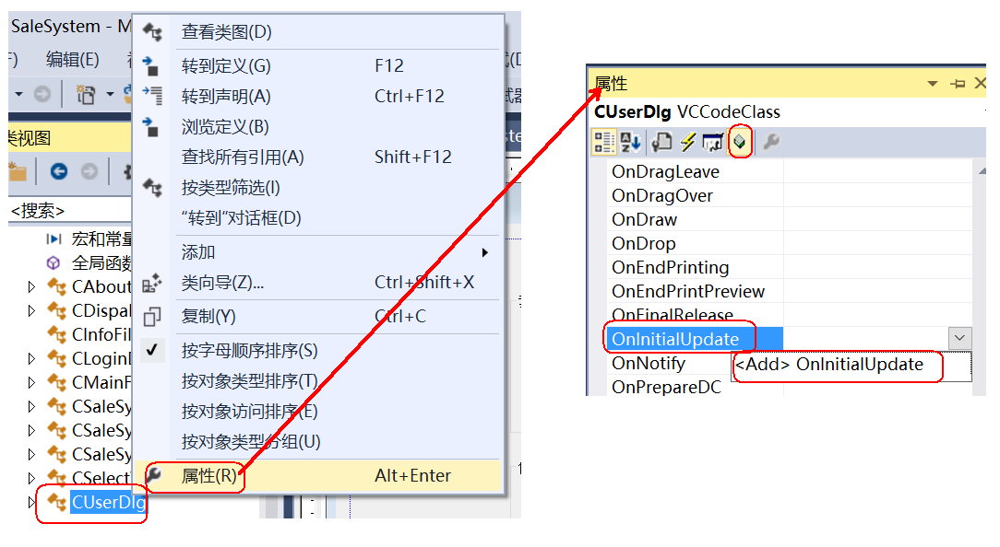 SaleSystem - M
编辑(E)
类视图
<搜索>
宏和常量
全局函数
CAbout
CDispal
CInfoFil
CLoginD
CMainF
CSaleSy
CSaleSy
CSaleSy
CSelect
CUserDlg
查看类图(D)
转到定义(G) F12
转到声明(A) Ctrl+F12
浏览定义(B)
查找所有引用(A) Shift+F12
按类型筛选(I)
“转到”对话框(D)
添加
类向导(Z)... Ctrl+Shift+X
复制(Y) Ctrl+C
按字母顺序排序(S)
按对象类型排序(T)
按对象访问排序(E)
按对象类型分组(U)
属性(R) Alt+Enter
属性
CUserDlg VCCodeClass
OnDragLeave
OnDragOver
OnDraw
OnDrop
OnEndPrinting
OnEndPrintPreview
OnFinalRelease
OnInitialUpdate
OnNotify
<Add> OnInitialUpdate
OnPrepareDC